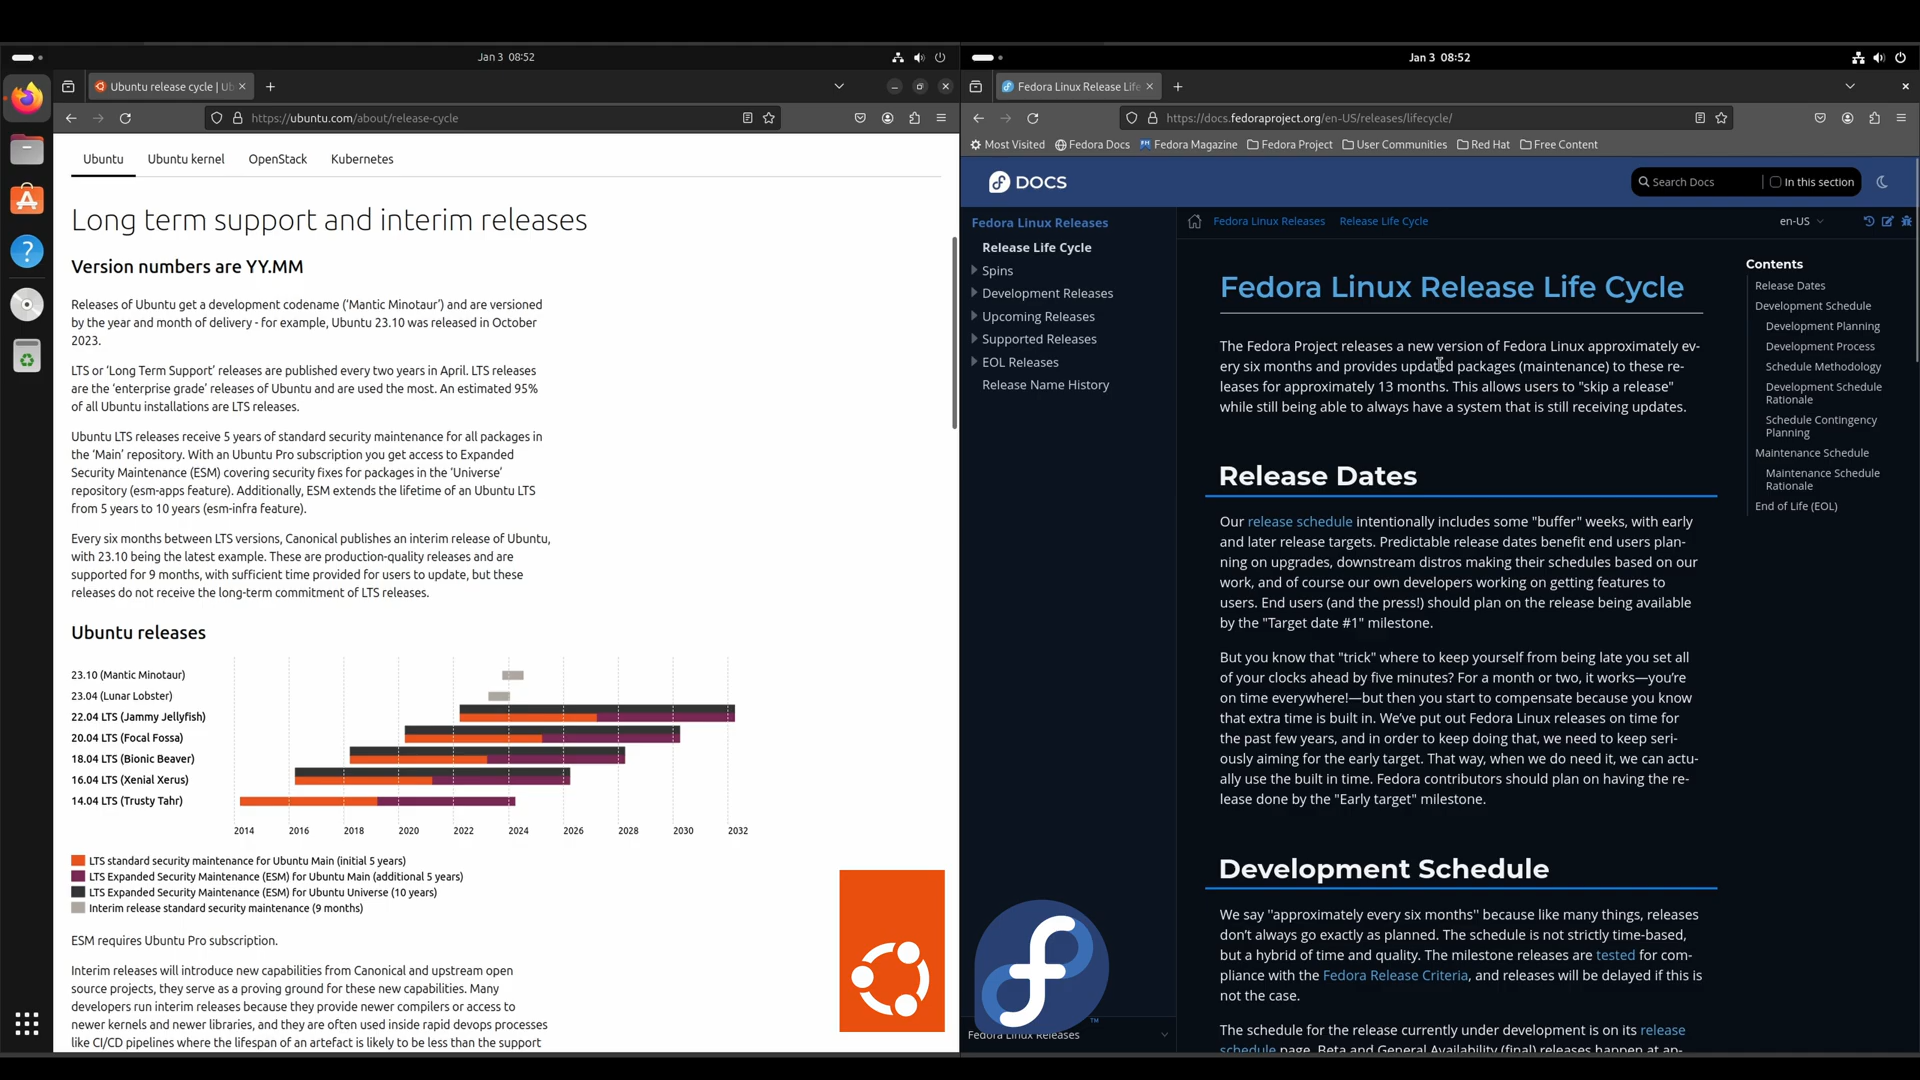 Jan 3 08:52
Ubuntu release cycle | Ub
https://ubuntu.com/about/release-cycle
Ubuntu
Ubuntu kernel
OpenStack
Kubernetes
Long term support and interim releases
Version numbers are YY.MM
Releases of Ubuntu get a development codename ('Mantic Minotaur') and are versioned
by the year and month of delivery - for example, Ubuntu 23.10 was released in October
2023.
LTS or 'Long Term Support' releases are published every two years in April. LTS releases
are the 'enterprise grade' releases of Ubuntu and are used the most. An estimated 95%
of all Ubuntu installations are LTS releases.
Ubuntu LTS releases receive 5 years of standard security maintenance for all packages in
the 'Main' repository. With an Ubuntu Pro subscription you get access to Expanded
Security Maintenance (ESM) covering security fixes for packages in the 'Universe'
repository (esm-apps feature). Additionally, ESM extends the lifetime of an Ubuntu LTS
from 5 years to 10 years (esm-infra feature).
Every six months between LTS versions, Canonical publishes an interim release of Ubuntu,
with 23.10 being the latest example. These are production-quality releases and are
supported for 9 months, with sufficient time provided for users to update, but these
releases do not receive the long-term commitment of LTS releases.
Ubuntu releases
23.10 (Mantic Minotaur)
23.04 (Lunar Lobster)
22.04 LTS (Jammy Jellyfish)
20.04 LTS (Focal Fossa)
18.04 LTS (Bionic Beaver)
16.04 LTS (Xenial Xerus)
14.04 LTS (Trusty Tahr)
2014 2016 2018 2020 2022 2024 2026 2028 2030 2032
LTS standard security maintenance for Ubuntu Main (initial 5 years)
LTS Expanded Security Maintenance (ESM) for Ubuntu Main (additional 5 years)
LTS Expanded Security Maintenance (ESM) for Ubuntu Universe (10 years)
Interim release standard security maintenance (9 months)
ESM requires Ubuntu Pro subscription.
Interim releases will introduce new capabilities from Canonical and upstream open
source projects, they serve as a proving ground for these new capabilities. Many
developers run interim releases because they provide newer compilers or access to
newer kernels and newer libraries, and they are often used inside rapid devops processes
like CI/CD pipelines where the lifespan of an artefact is likely to be less than the support
Jan 3 08:52
Fedora Linux Release Life
https://docs.fedoraproject.org/en-US/releases/lifecycle/
Most Visited
Fedora Docs
Fedora Magazine
Fedora Project
User Communities
Red Hat
Free Content
DOCS
Search Docs
In this section
Fedora Linux Releases
Release Life Cycle
Spins
Development Releases
Upcoming Releases
Supported Releases
EOL Releases
Release Name History
Fedora Linux Releases
Release Life Cycle
en-US
Fedora Linux Release Life Cycle
The Fedora Project releases a new version of Fedora Linux approximately ev-
ery six months and provides updated packages (maintenance) to these re-
leases for approximately 13 months. This allows users to "skip a release"
while still being able to always have a system that is still receiving updates.
Release Dates
Our release schedule intentionally includes some "buffer" weeks, with early
and later release targets. Predictable release dates benefit end users plan-
ning on upgrades, downstream distros making their schedules based on our
work, and of course our own developers working on getting features to
users. End users (and the press!) should plan on the release being available
by the "Target date #1" milestone.
But you know that "trick" where to keep yourself from being late you set all
of your clocks ahead by five minutes? For a month or two, it works—you're
on time everywhere!—but then you start to compensate because you know
that extra time is built in. We've put out Fedora Linux releases on time for
the past few years, and in order to keep doing that, we need to keep seri-
ously aiming for the early target. That way, when we do need it, we can actu-
ally use the built in time. Fedora contributors should plan on having the re-
lease done by the "Early target" milestone.
Development Schedule
We say "approximately every six months" because like many things, releases
don't always go exactly as planned. The schedule is not strictly time-based,
but a hybrid of time and quality. The milestone releases are tested for com-
pliance with the Fedora Release Criteria, and releases will be delayed if this is
not the case.
The schedule for the release currently under development is on its release
schedule page. Beta and General Availability (final) releases happen at ap-
Contents
Release Dates
Development Schedule
Development Planning
Development Process
Schedule Methodology
Development Schedule
Rationale
Schedule Contingency
Planning
Maintenance Schedule
Maintenance Schedule
Rationale
End of Life (EOL)
Fedora Linux Releases
TM